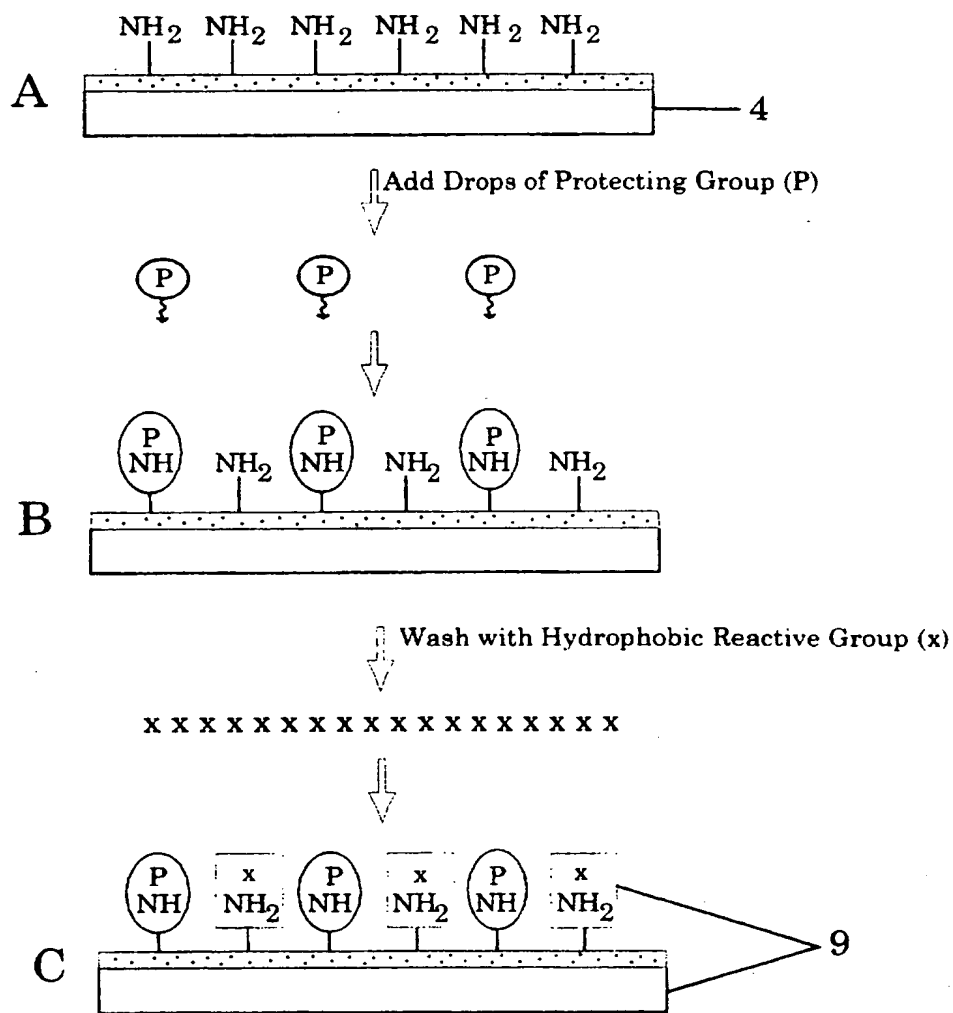 NH2 NH2 NH2 NH2 NH2 NH2
A
4
Add Drops of Protecting Group (P)
P P P
P P P
NH NH2 NH NH2 NH NH2
B
Wash with Hydrophobic Reactive Group (x)
x x x x x x x x x x x x x x x x x x
P x P x P x
NH NH2 NH NH2 NH NH2
C
9